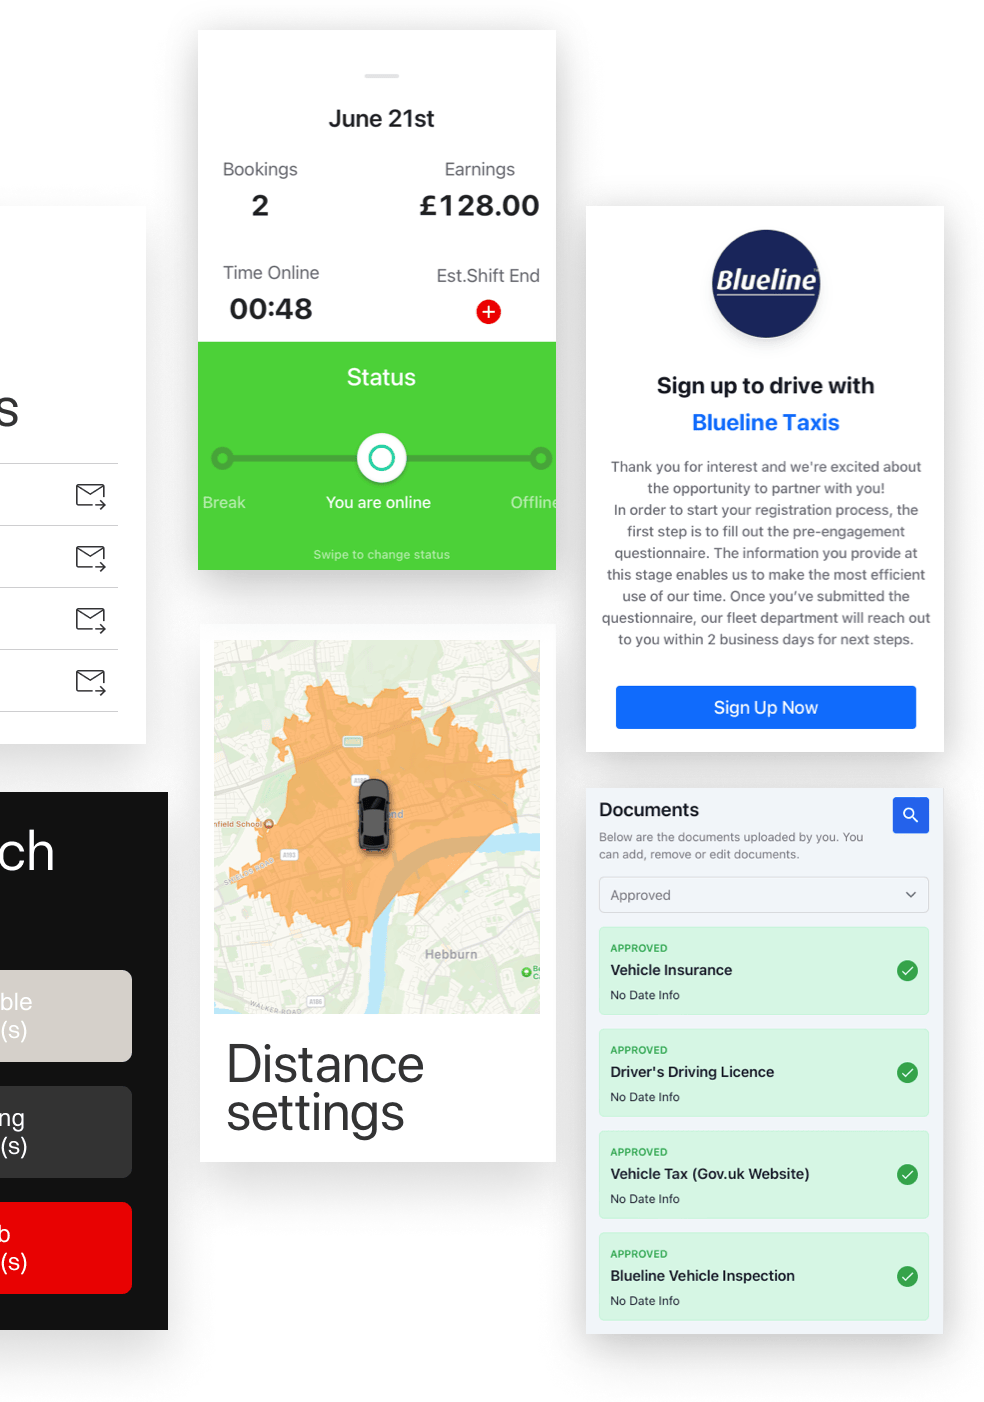 s
ch
ble
(s)
ng
(s)
b
(s)
June 21st
Bookings
Earnings
2
£128.00
Time Online
Est.Shift End
00:48
Status
Break
You are online
Offline
Swipe to change status
nfield School
A193
Hebburn
WALKER ROAD
A186
Distance
settings
Blueline
Sign up to drive with
Blueline Taxis
Thank you for interest and we're excited about
the opportunity to partner with you!
In order to start your registration process, the
first step is to fill out the pre-engagement
questionnaire. The information you provide at
this stage enables us to make the most efficient
use of our time. Once you've submitted the
questionnaire, our fleet department will reach out
to you within 2 business days for next steps.
Sign Up Now
Documents
Below are the documents uploaded by you. You
can add, remove or edit documents.
Approved
APPROVED
Vehicle Insurance
No Date Info
APPROVED
Driver's Driving Licence
No Date Info
APPROVED
Vehicle Tax (Gov.uk Website)
No Date Info
APPROVED
Blueline Vehicle Inspection
No Date Info